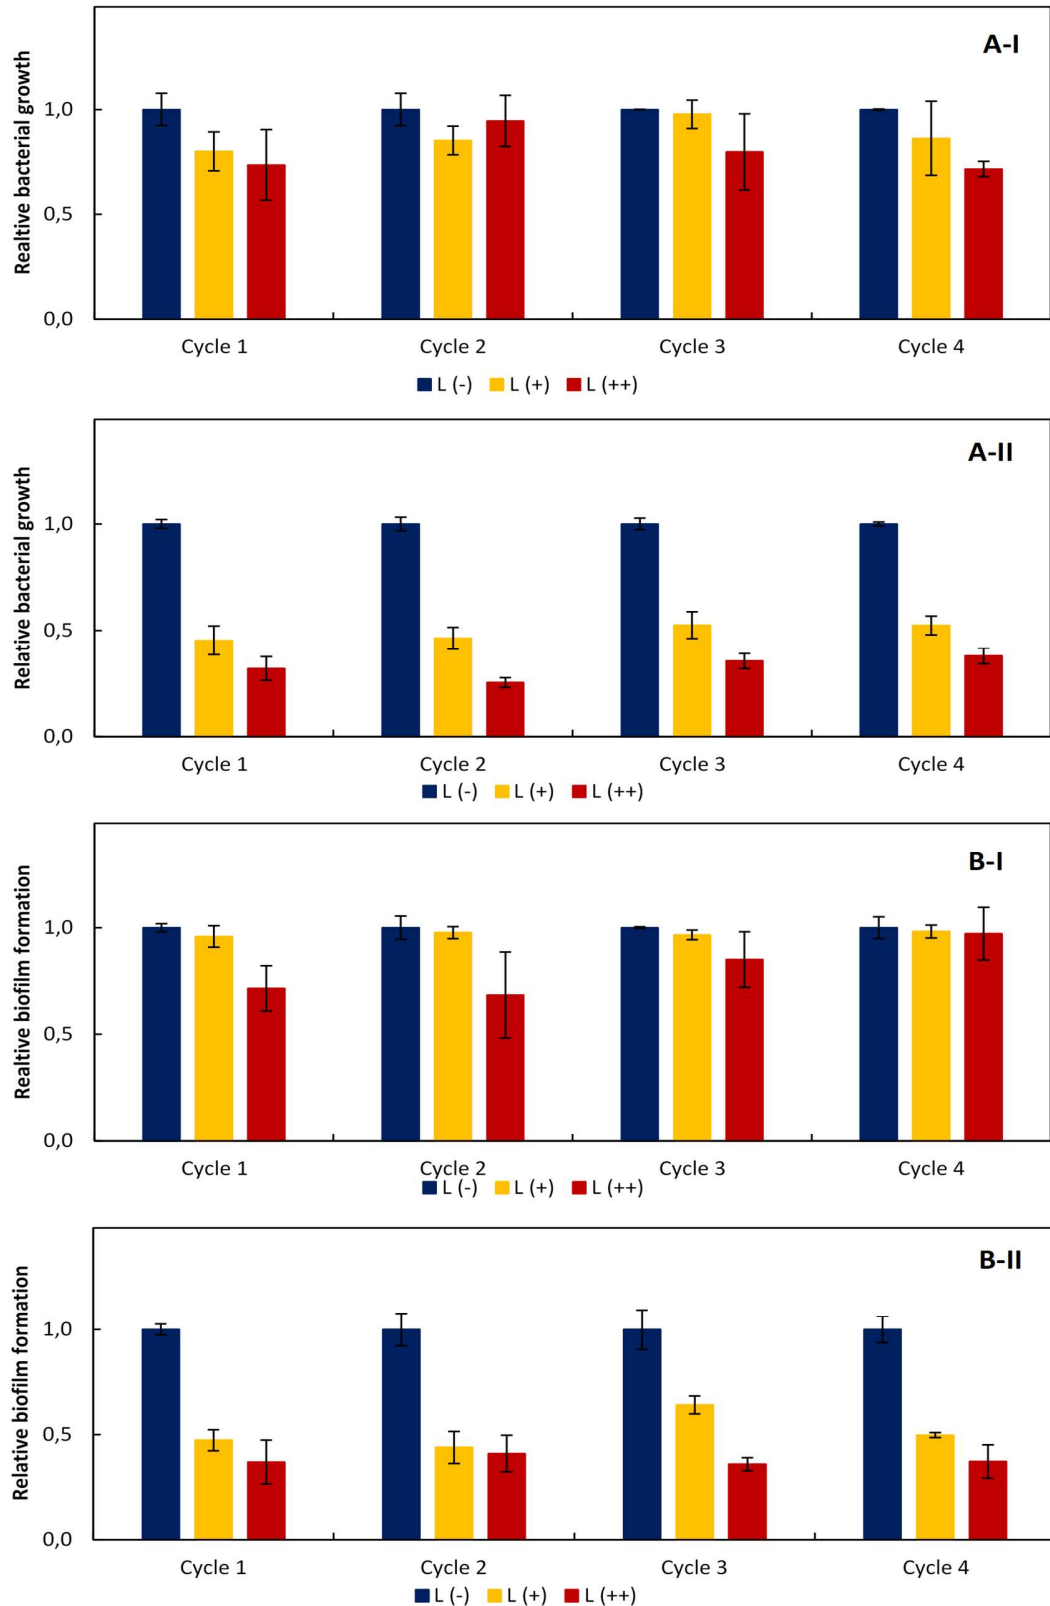 A-I
Realtive bacterial growth
1,0
0,5
0,0
Cycle 1 Cycle 2 Cycle 3 Cycle 4
L (-) L (+) L (++)
A-II
Relative bacterial growth
1,0
0,5
0,0
Cycle 1 Cycle 2 Cycle 3 Cycle 4
L (-) L (+) L (++)
B-I
Realtive biofilm formation
1,0
0,5
0,0
Cycle 1 Cycle 2 Cycle 3 Cycle 4
L (-) L (+) L (++)
B-II
Relative biofilm formation
1,0
0,5
0,0
Cycle 1 Cycle 2 Cycle 3 Cycle 4
L (-) L (+) L (++)